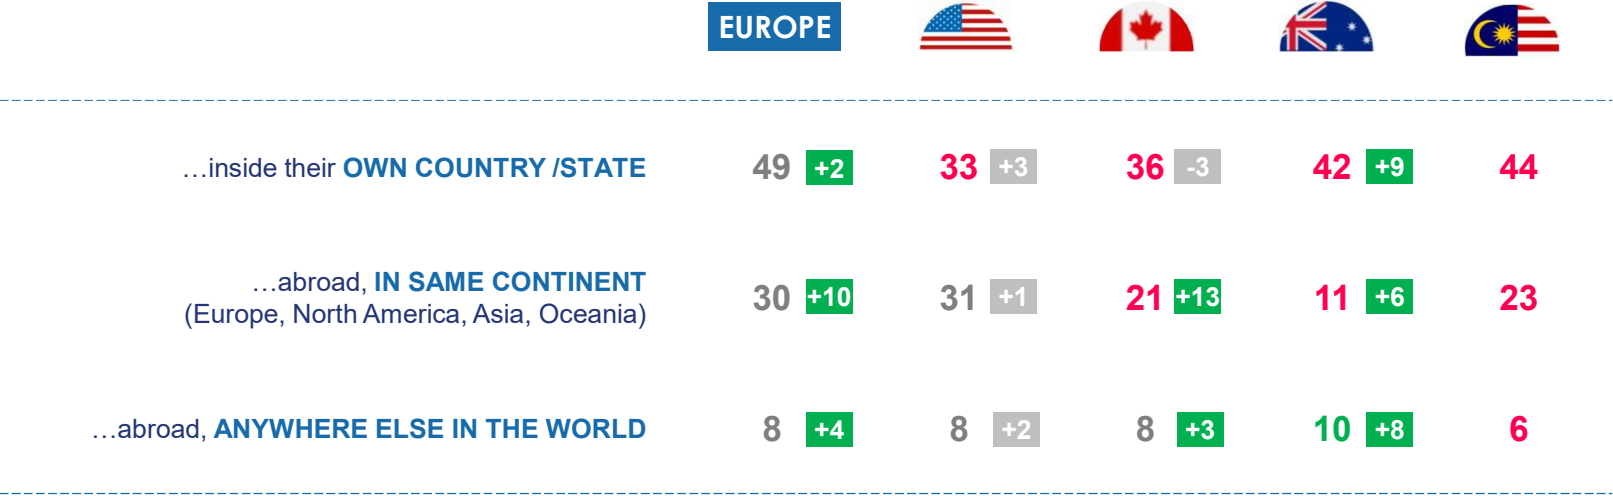 EUROPE
…inside their OWN COUNTRY /STATE 49 +2 33 +3 36 -3 42 +9 44
…abroad, IN SAME CONTINENT
(Europe, North America, Asia, Oceania) 30 +10 31 +1 21 +13 11 +6 23
…abroad, ANYWHERE ELSE IN THE WORLD 8 +4 8 +2 8 +3 10 +8 6